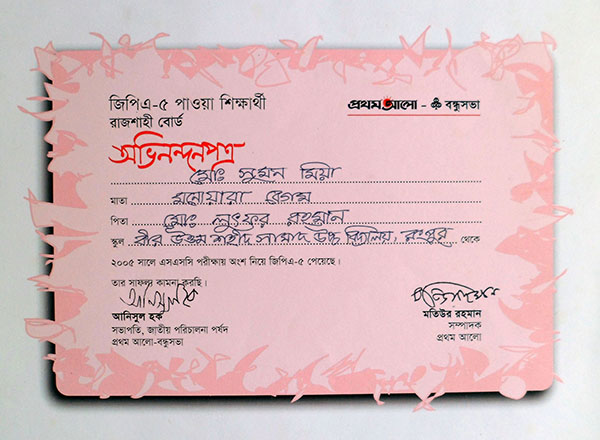 জিপিএ-৫ পাওয়া শিক্ষার্থী
রাজশাহী বোর্ড
প্রথম আলো - বন্ধুসভা
অভিনন্দনপত্র
মোঃ সুমন মিয়া
মাতা মনোয়ারা বেগম
পিতা মোঃ লুৎফর রহমান
স্কুল বীর উত্তম শহীদ সামাদ উচ্চ বিদ্যালয়, রংপুর থেকে
২০০৫ সালে এসএসসি পরীক্ষায় অংশ নিয়ে জিপিএ-৫ পেয়েছে।
তার সাফল্য কামনা করছি।
আনিসুল হক
আনিসুল হক
সভাপতি, জাতীয় পরিচালনা পর্ষদ
প্রথম আলো-বন্ধুসভা
মতিউর রহমান
সম্পাদক
প্রথম আলো